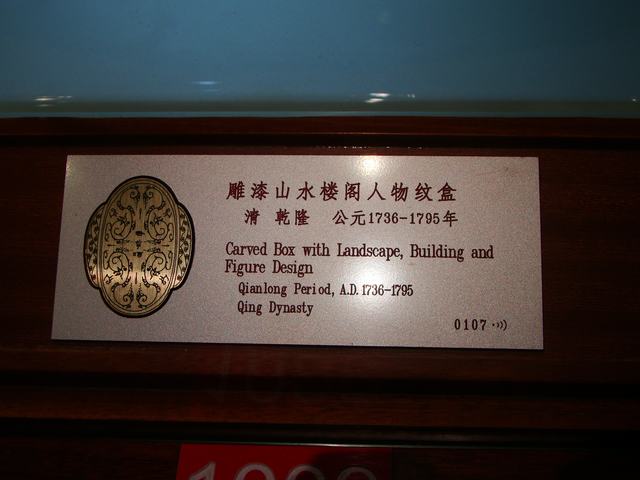 雕漆山水楼阁人物纹盒
清 乾隆 公元1736-1795年
Carved Box with Landscape, Building and
Figure Design
Qianlong Period, A.D. 1736-1795
Qing Dynasty
0107